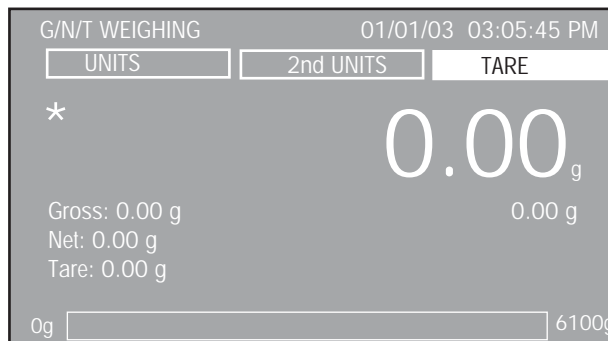 G/N/T WEIGHING 01/01/03 03:05:45 PM
UNITS 2nd UNITS TARE
* 0.00 g
Gross: 0.00 g 0.00 g
Net: 0.00 g
Tare: 0.00 g
0g 6100g